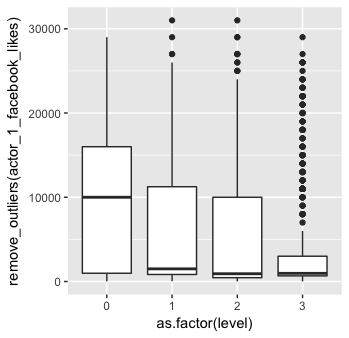 remove_outliers(actor_1_facebook_likes)
30000
20000
10000
0
0 1 2 3
as.factor(level)